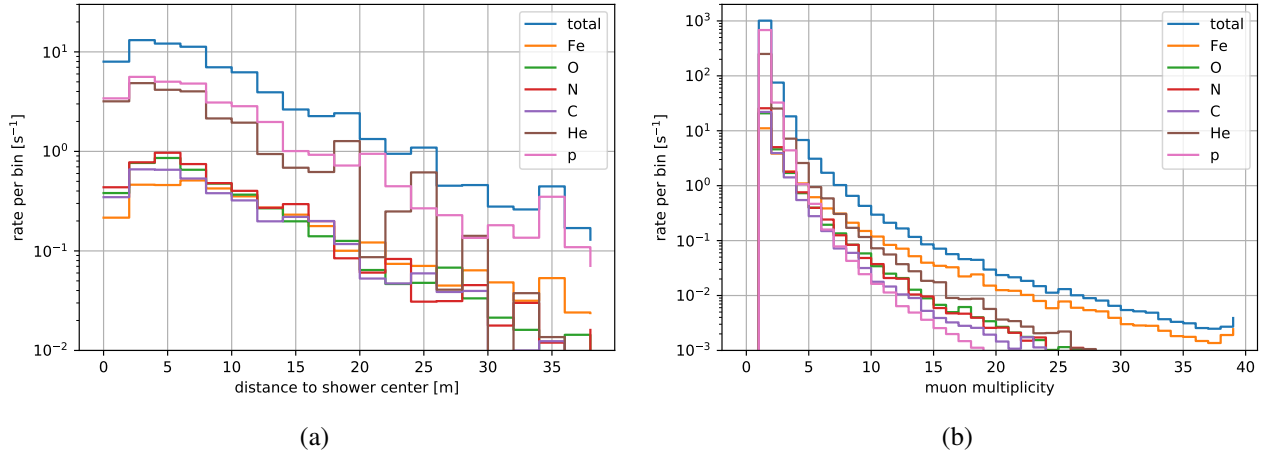 total
Fe
O
N
C
He
p
10^1
10^0
10^{-1}
10^{-2}
rate per bin [s^{-1}]
0 5 10 15 20 25 30 35
distance to shower center [m]
(a)
total
Fe
O
N
C
He
p
10^3
10^2
10^1
10^0
10^{-1}
10^{-2}
10^{-3}
rate per bin [s^{-1}]
0 5 10 15 20 25 30 35 40
muon multiplicity
(b)